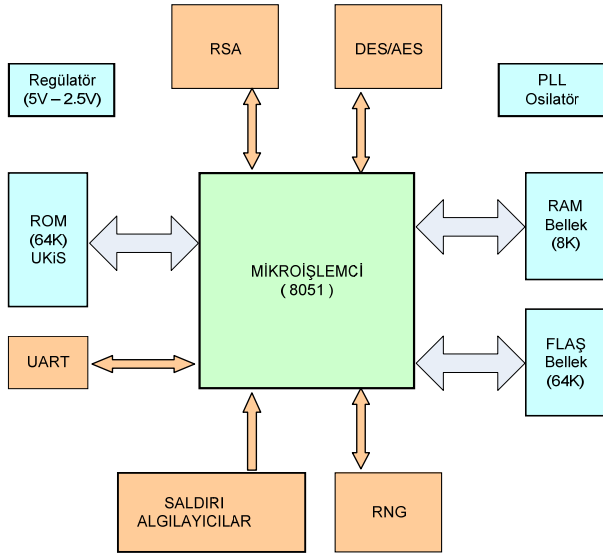 RSA
DES/AES
Regülatör
(5V – 2.5V)
PLL
Osilatör
ROM
(64K)
UKiS
MİKROİŞLEMCİ
( 8051 )
RAM
Bellek
(8K)
UART
FLAŞ
Bellek
(64K)
SALDIRI
ALGILAYICILAR
RNG